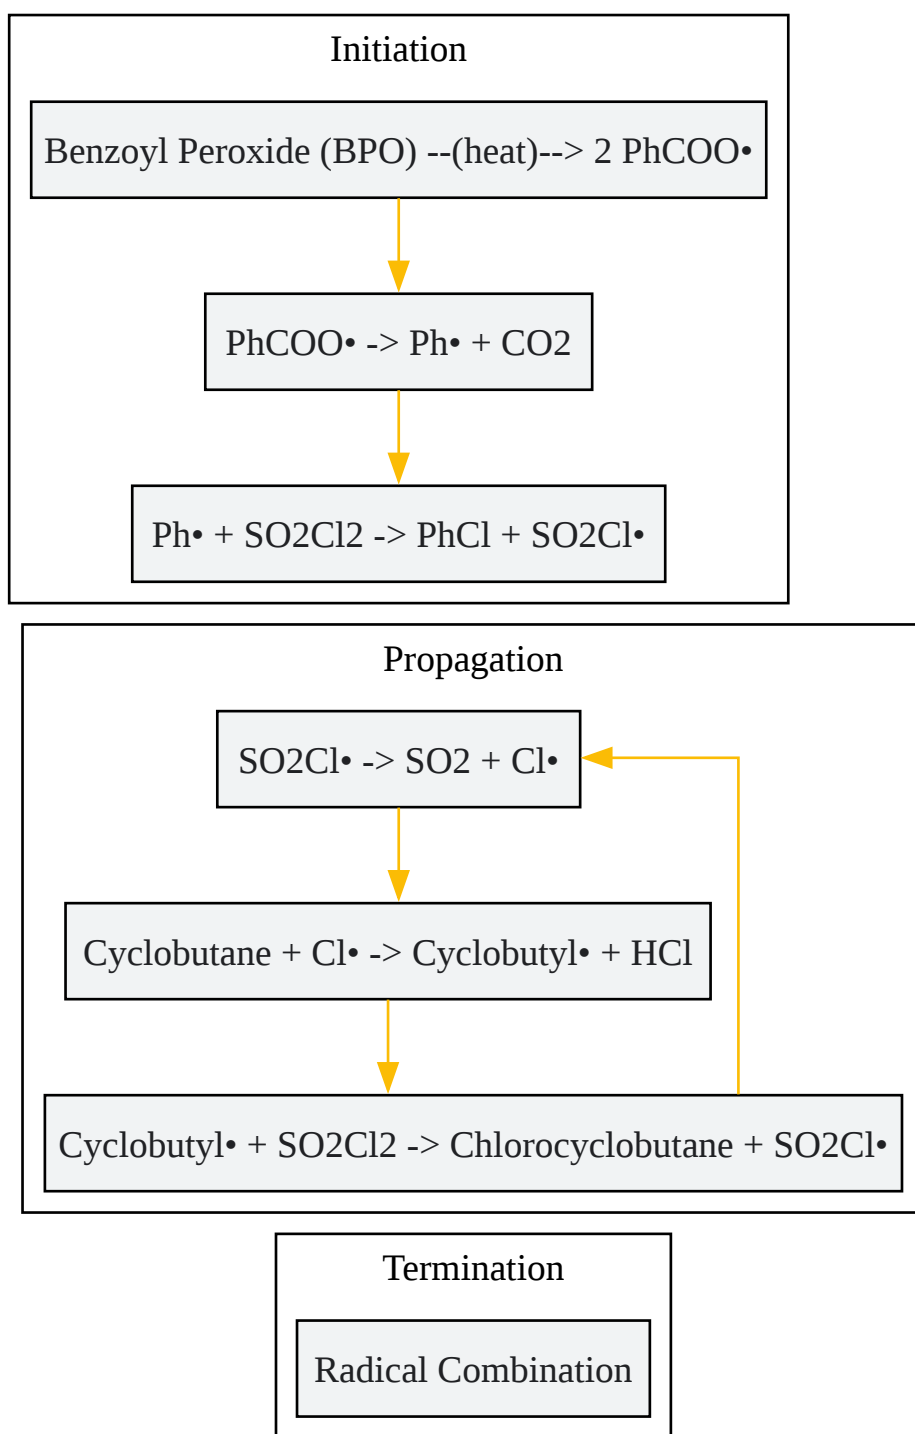 Initiation
Benzoyl Peroxide (BPO) --(heat)--> 2 PhCOO•
PhCOO• -> Ph• + CO2
Ph• + SO2Cl2 -> PhCl + SO2Cl•
Propagation
SO2Cl• -> SO2 + Cl•
Cyclobutane + Cl• -> Cyclobutyl• + HCl
Cyclobutyl• + SO2Cl2 -> Chlorocyclobutane + SO2Cl•
Termination
Radical Combination